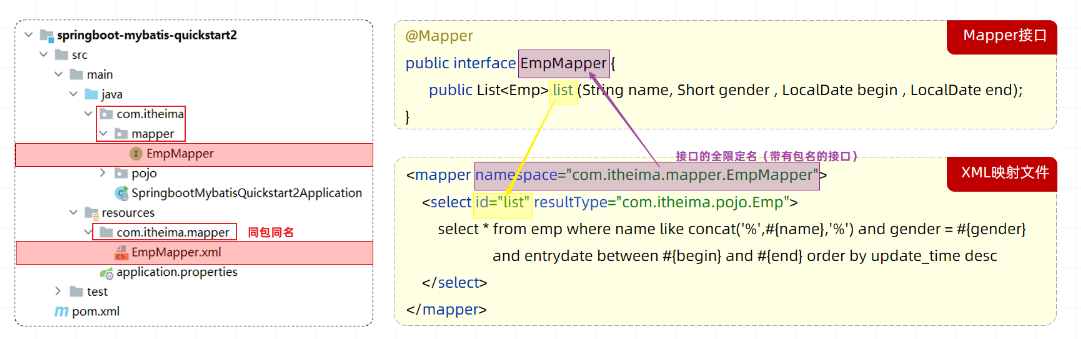 springboot-mybatis-quickstart2
src
main
java
com.itheima
mapper
EmpMapper
pojo
SpringbootMybatisQuickstart2Application
resources
com.itheima.mapper 同包同名
EmpMapper.xml
application.properties
test
pom.xml
Mapper接口
@Mapper
public interface EmpMapper {
public List<Emp> list (String name, Short gender , LocalDate begin , LocalDate end);
}
接口的全限定名（带有包名的接口）
XML映射文件
<mapper namespace="com.itheima.mapper.EmpMapper">
<select id="list" resultType="com.itheima.pojo.Emp">
select * from emp where name like concat('%',#{name},'%') and gender = #{gender}
and entrydate between #{begin} and #{end} order by update_time desc
</select>
</mapper>